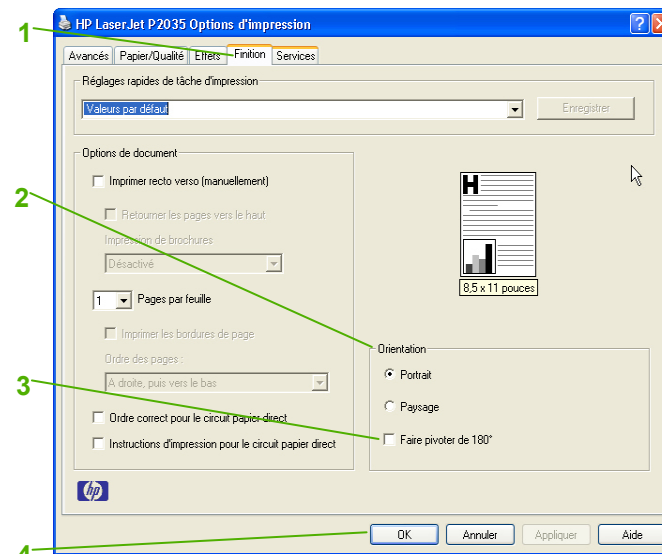 HP LaserJet P2035 Options d'impression
1
Avancés Papier/Qualité Effets Finition Services
Réglages rapides de tâche d'impression
Valeurs par défaut Enregistrer
Options de document
Imprimer recto verso (manuellement)
2
Retourner les pages vers le haut
H
Impression de brochures
Désactivé
8,5 x 11 pouces
1 Pages par feuille
Imprimer les bordures de page
Orientation
Ordre des pages :
Portrait
3
A droite, puis vers le bas
Paysage
Ordre correct pour le circuit papier direct
Faire pivoter de 180°
Instructions d'impression pour le circuit papier direct
hp
OK Annuler Appliquer Aide
4